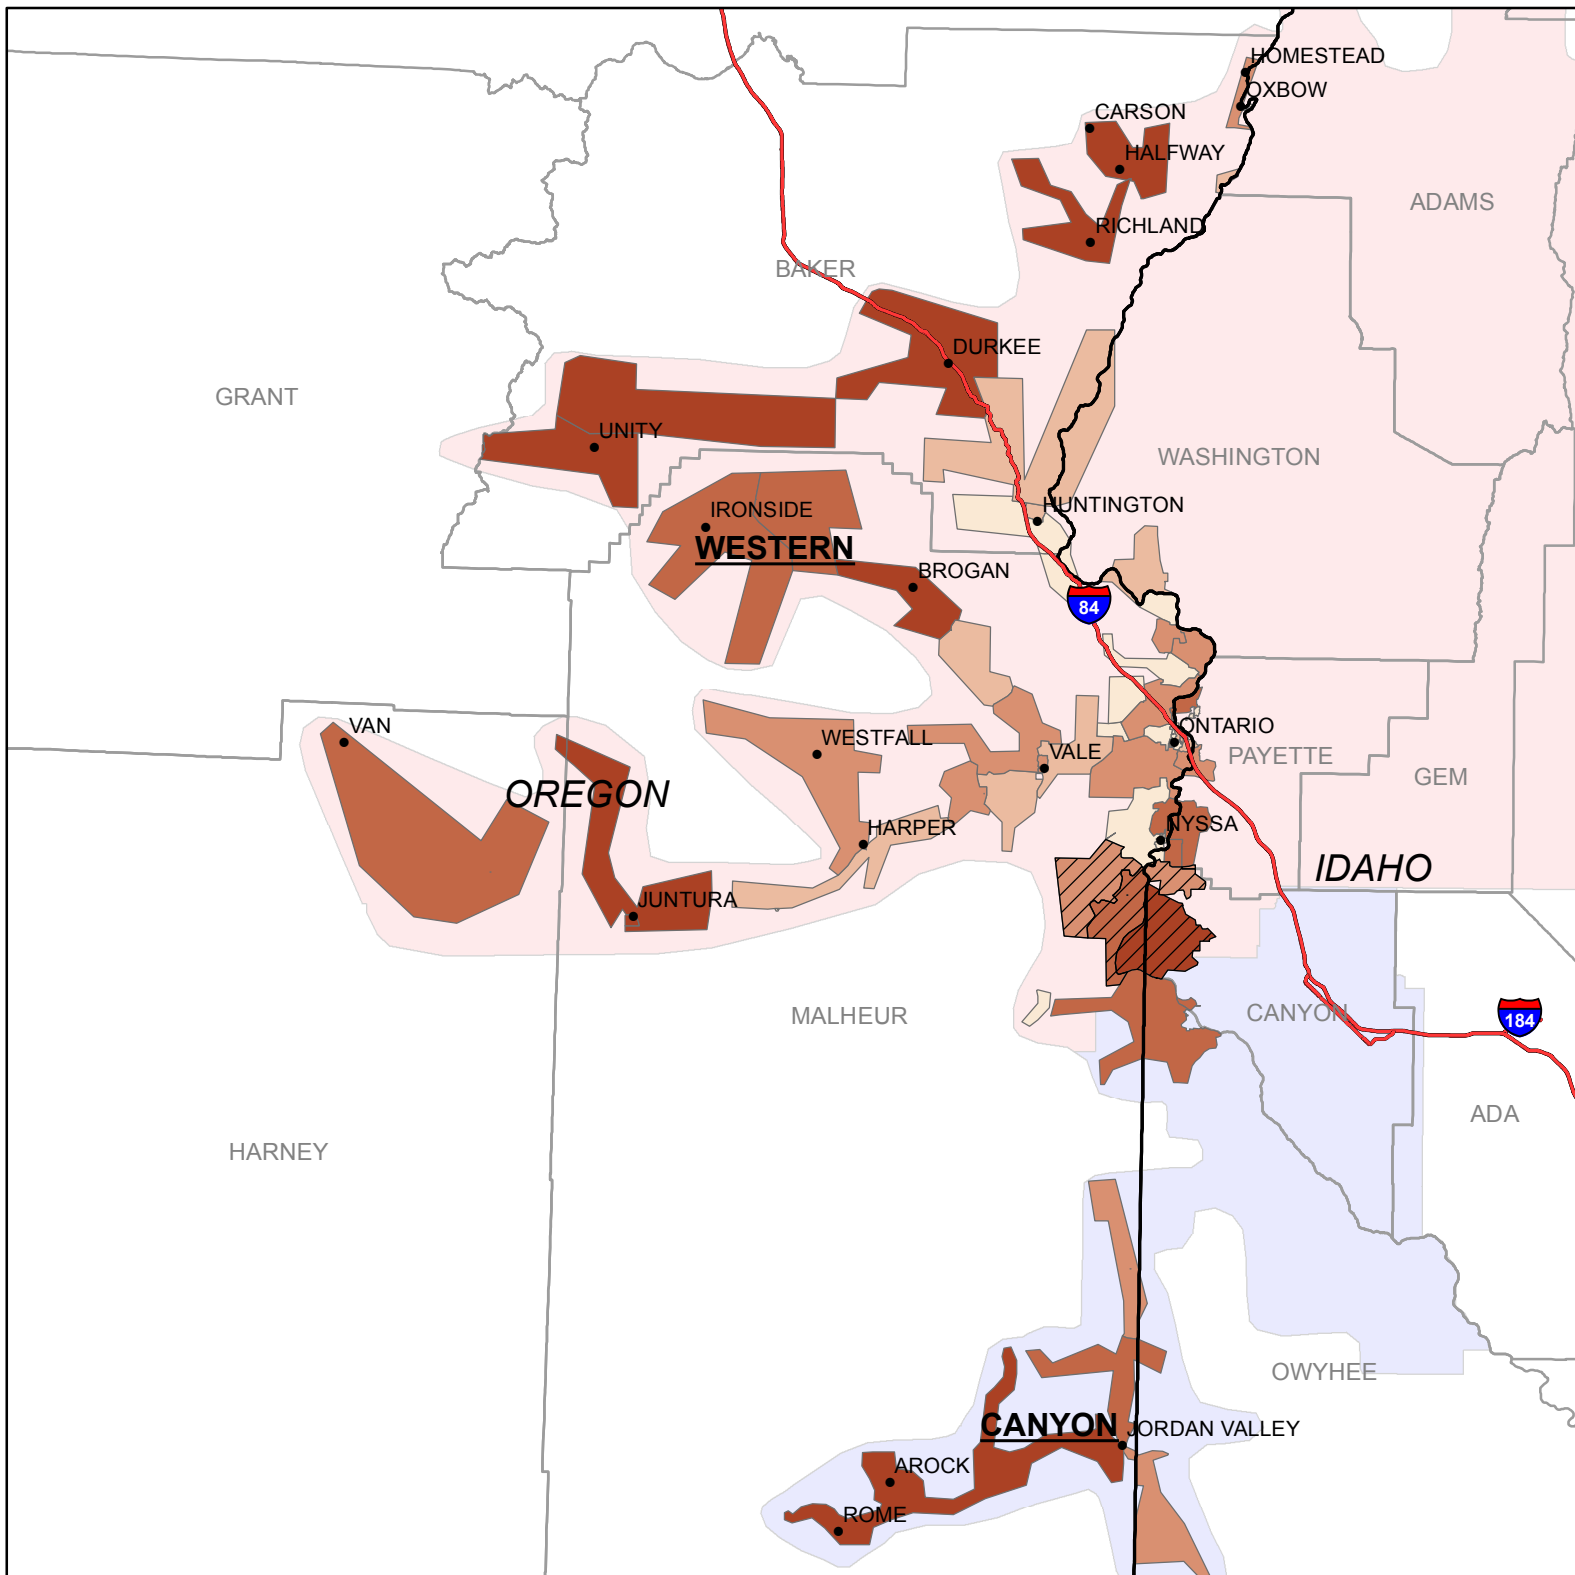 HOMESTEAD
OXBOW
CARSON
HALFWAY
ADAMS
RICHLAND
BAKER
DURKEE
GRANT
UNITY
WASHINGTON
HUNTINGTON
IRONSIDE
WESTERN
BROGAN
84
VAN
ONTARIO
WESTFALL
VALE
PAYETTE
GEM
OREGON
HARPER
NYSSA
IDAHO
JUNTURA
MALHEUR
CANYON
184
ADA
HARNEY
OWYHEE
CANYON
JORDAN VALLEY
AROCK
ROME